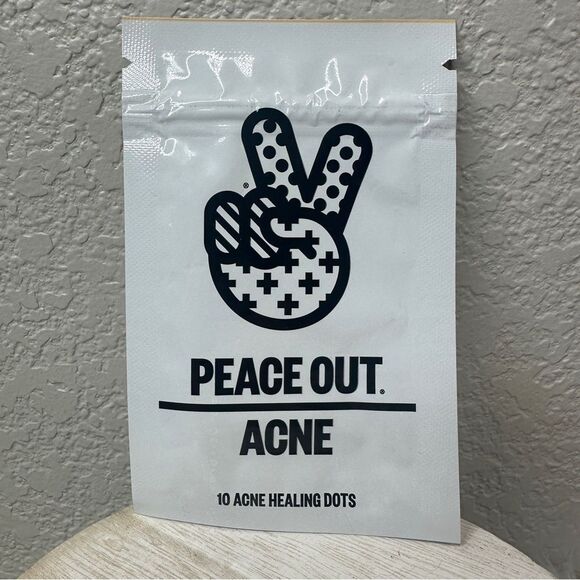 ®
PEACE OUT®
ACNE
10 ACNE HEALING DOTS